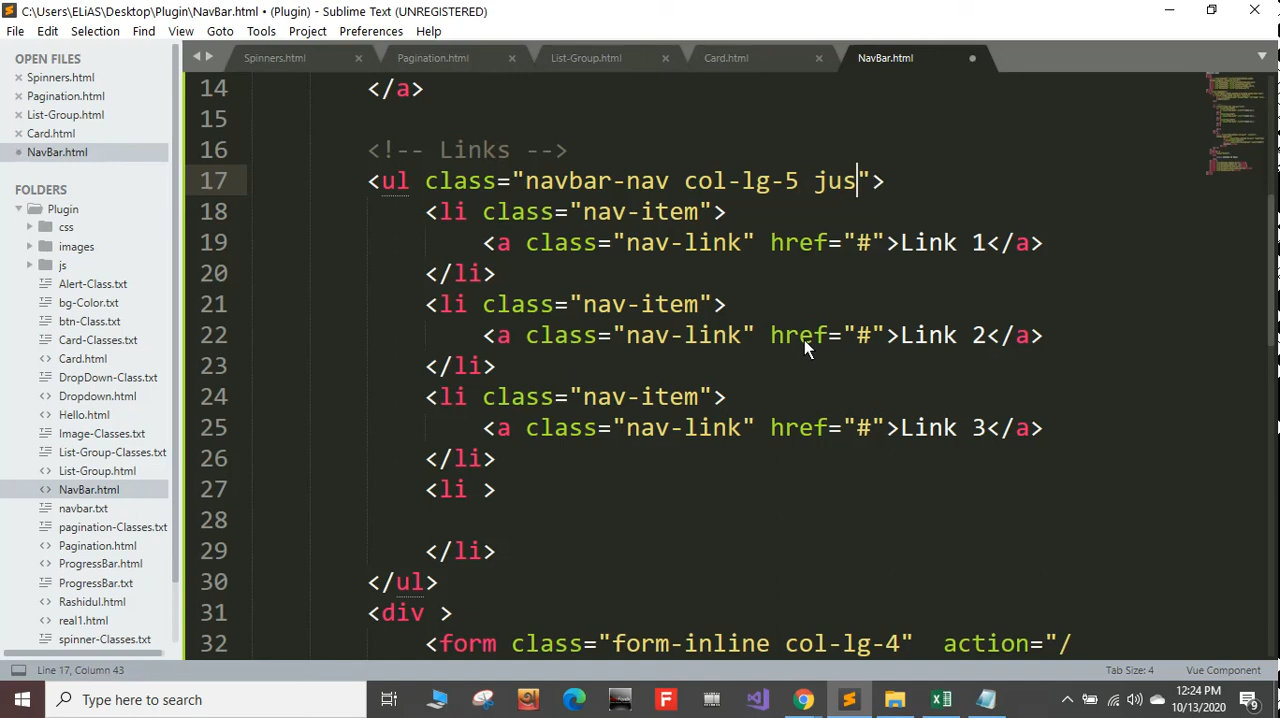 C:\Users\ELiAS\Desktop\Plugin\NavBar.html • (Plugin) - Sublime Text (UNREGISTERED)
File Edit Selection Find View Goto Tools Project Preferences Help
OPEN FILES
Spinners.html
Pagination.html
List-Group.html
Card.html
NavBar.html
FOLDERS
Plugin
css
images
js
Alert-Class.txt
bg-Color.txt
btn-Class.txt
Card-Classes.txt
Card.html
DropDown-Class.txt
Dropdown.html
Hello.html
Image-Classes.txt
List-Group-Classes.txt
List-Group.html
NavBar.html
navbar.txt
pagination-Classes.txt
Pagination.html
ProgressBar.html
ProgressBar.txt
Rashidul.html
real1.html
spinner-Classes.txt
Spinners.html Pagination.html List-Group.html Card.html NavBar.html
14 </a>
15
16 <!-- Links -->
17 <ul class="navbar-nav col-lg-5 jus">
18 <li class="nav-item">
19 <a class="nav-link" href="#">Link 1</a>
20 </li>
21 <li class="nav-item">
22 <a class="nav-link" href="#">Link 2</a>
23 </li>
24 <li class="nav-item">
25 <a class="nav-link" href="#">Link 3</a>
26 </li>
27 <li >
28
29 </li>
30 </ul>
31 <div >
32 <form class="form-inline col-lg-4" action="/
Line 17, Column 43 Tab Size: 4 Vue Component
Type here to search
12:24 PM
10/13/2020